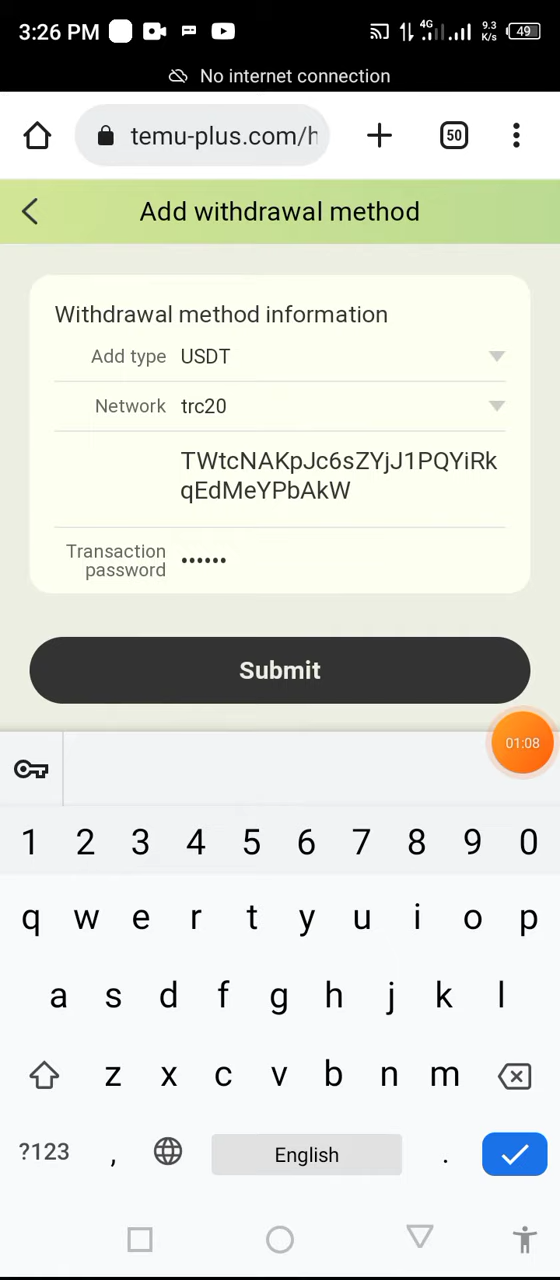 3:26 PM 4G 9.3 K/s 49
No internet connection
temu-plus.com/h 50
Add withdrawal method
Withdrawal method information
Add type USDT
Network trc20
TWtcNAKpJc6sZYjJ1PQYiRk
qEdMeYPbAkW
Transaction
password ••••••
Submit
01:08
1 2 3 4 5 6 7 8 9 0
q w e r t y u i o p
a s d f g h j k l
z x c v b n m
?123 , English .